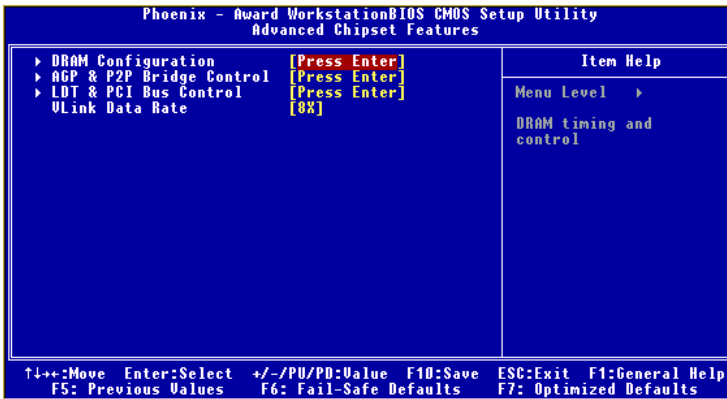 Phoenix - Award WorkstationBIOS CMOS Setup Utility
Advanced Chipset Features
▸ DRAM Configuration [Press Enter]
▸ AGP & P2P Bridge Control [Press Enter]
▸ LDT & PCI Bus Control [Press Enter]
VLink Data Rate [8X]
Item Help
Menu Level ▸
DRAM timing and
control
↑↓→←:Move Enter:Select +/-/PU/PD:Value F10:Save ESC:Exit F1:General Help
F5: Previous Values F6: Fail-Safe Defaults F7: Optimized Defaults